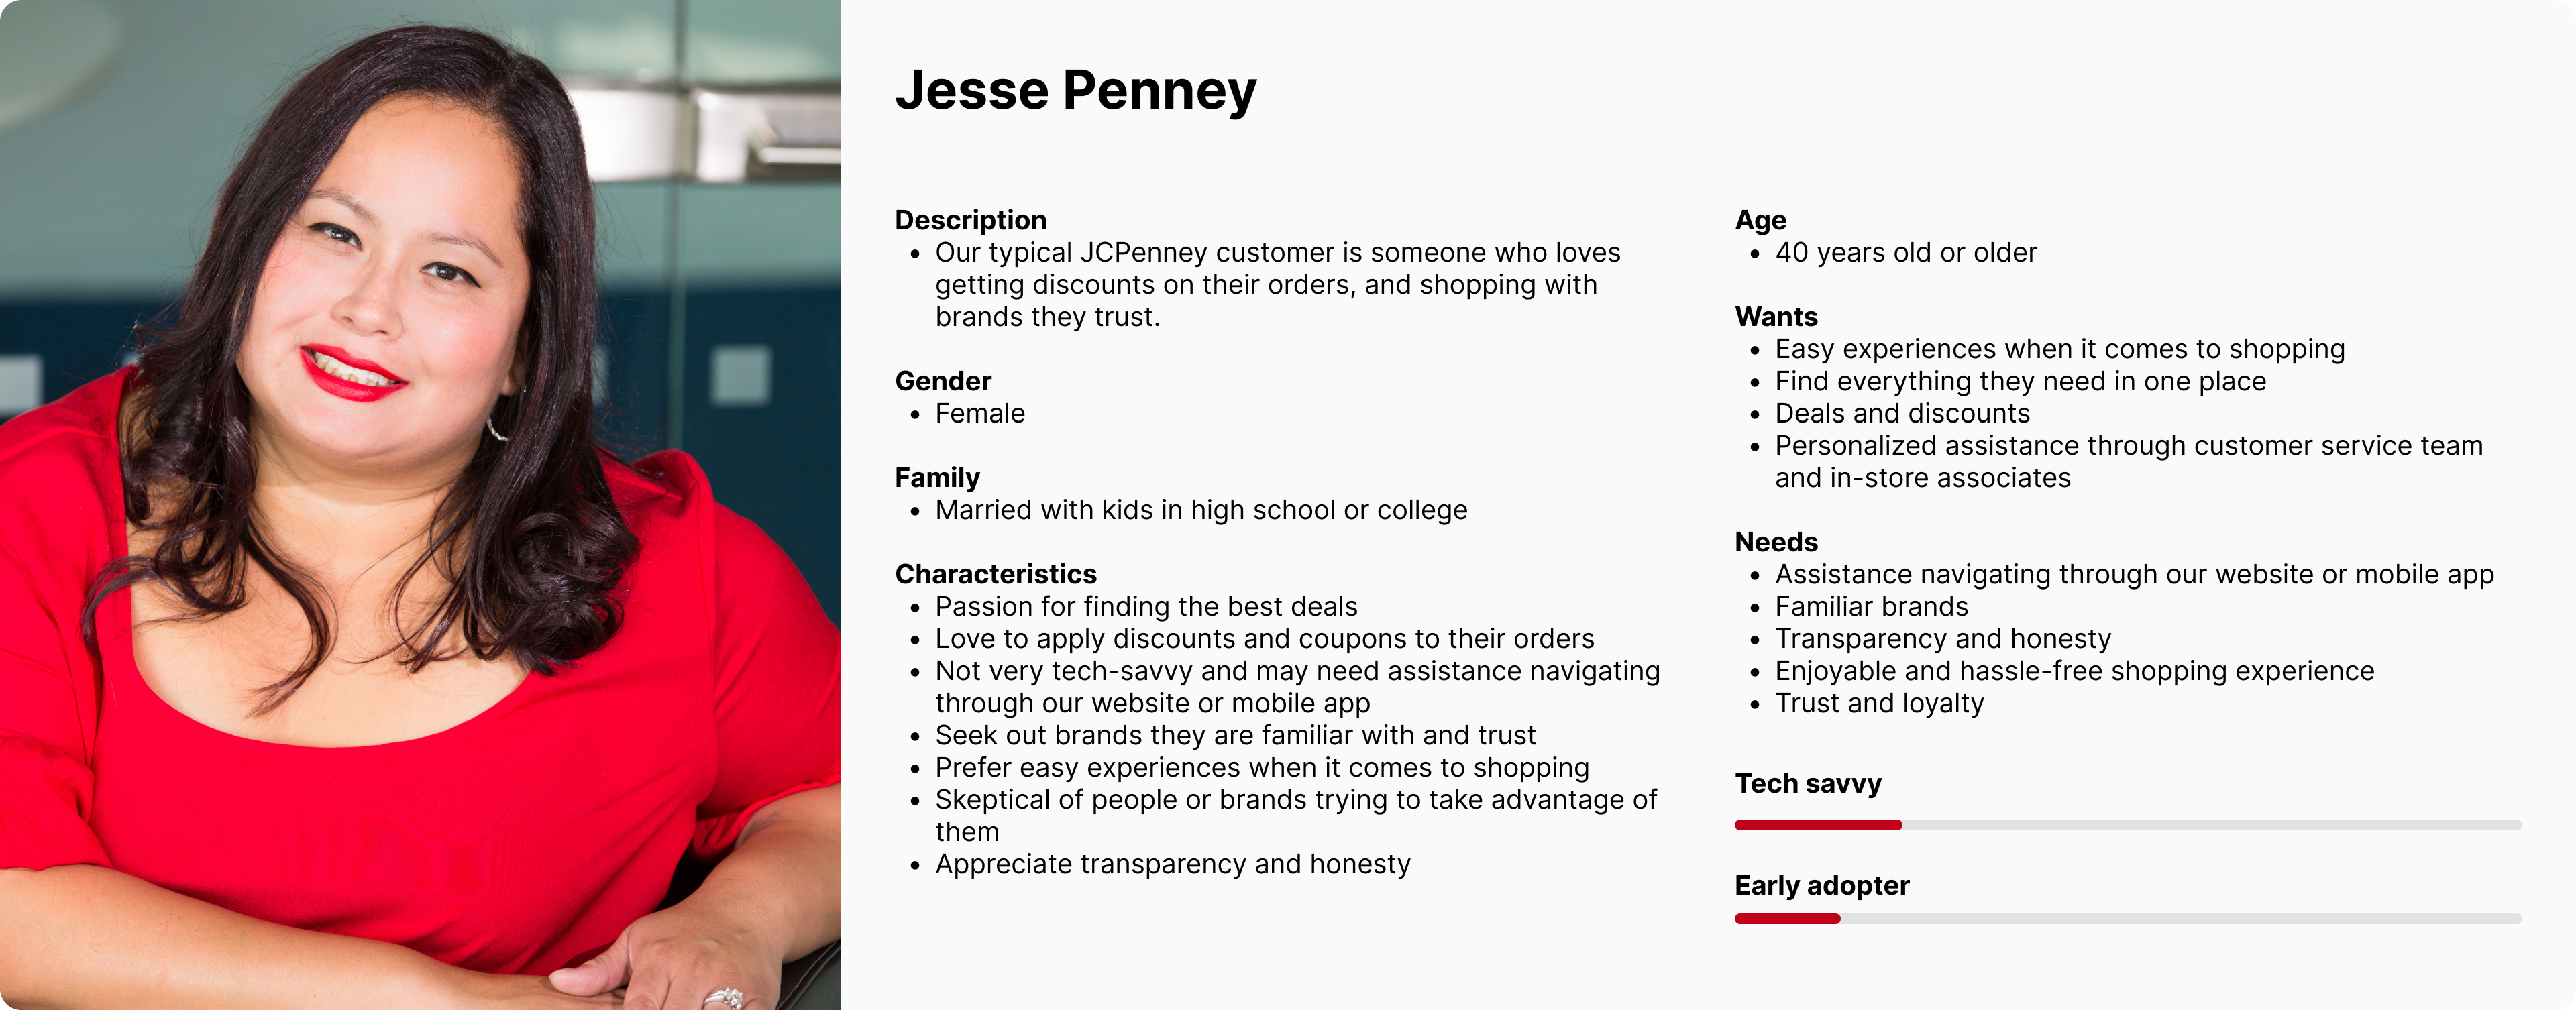 Jesse Penney
Description
• Our typical JCPenney customer is someone who loves
getting discounts on their orders, and shopping with
brands they trust.
Gender
• Female
Family
• Married with kids in high school or college
Characteristics
• Passion for finding the best deals
• Love to apply discounts and coupons to their orders
• Not very tech-savvy and may need assistance navigating
through our website or mobile app
• Seek out brands they are familiar with and trust
• Prefer easy experiences when it comes to shopping
• Skeptical of people or brands trying to take advantage of
them
• Appreciate transparency and honesty
Age
• 40 years old or older
Wants
• Easy experiences when it comes to shopping
• Find everything they need in one place
• Deals and discounts
• Personalized assistance through customer service team
and in-store associates
Needs
• Assistance navigating through our website or mobile app
• Familiar brands
• Transparency and honesty
• Enjoyable and hassle-free shopping experience
• Trust and loyalty
Tech savvy
Early adopter